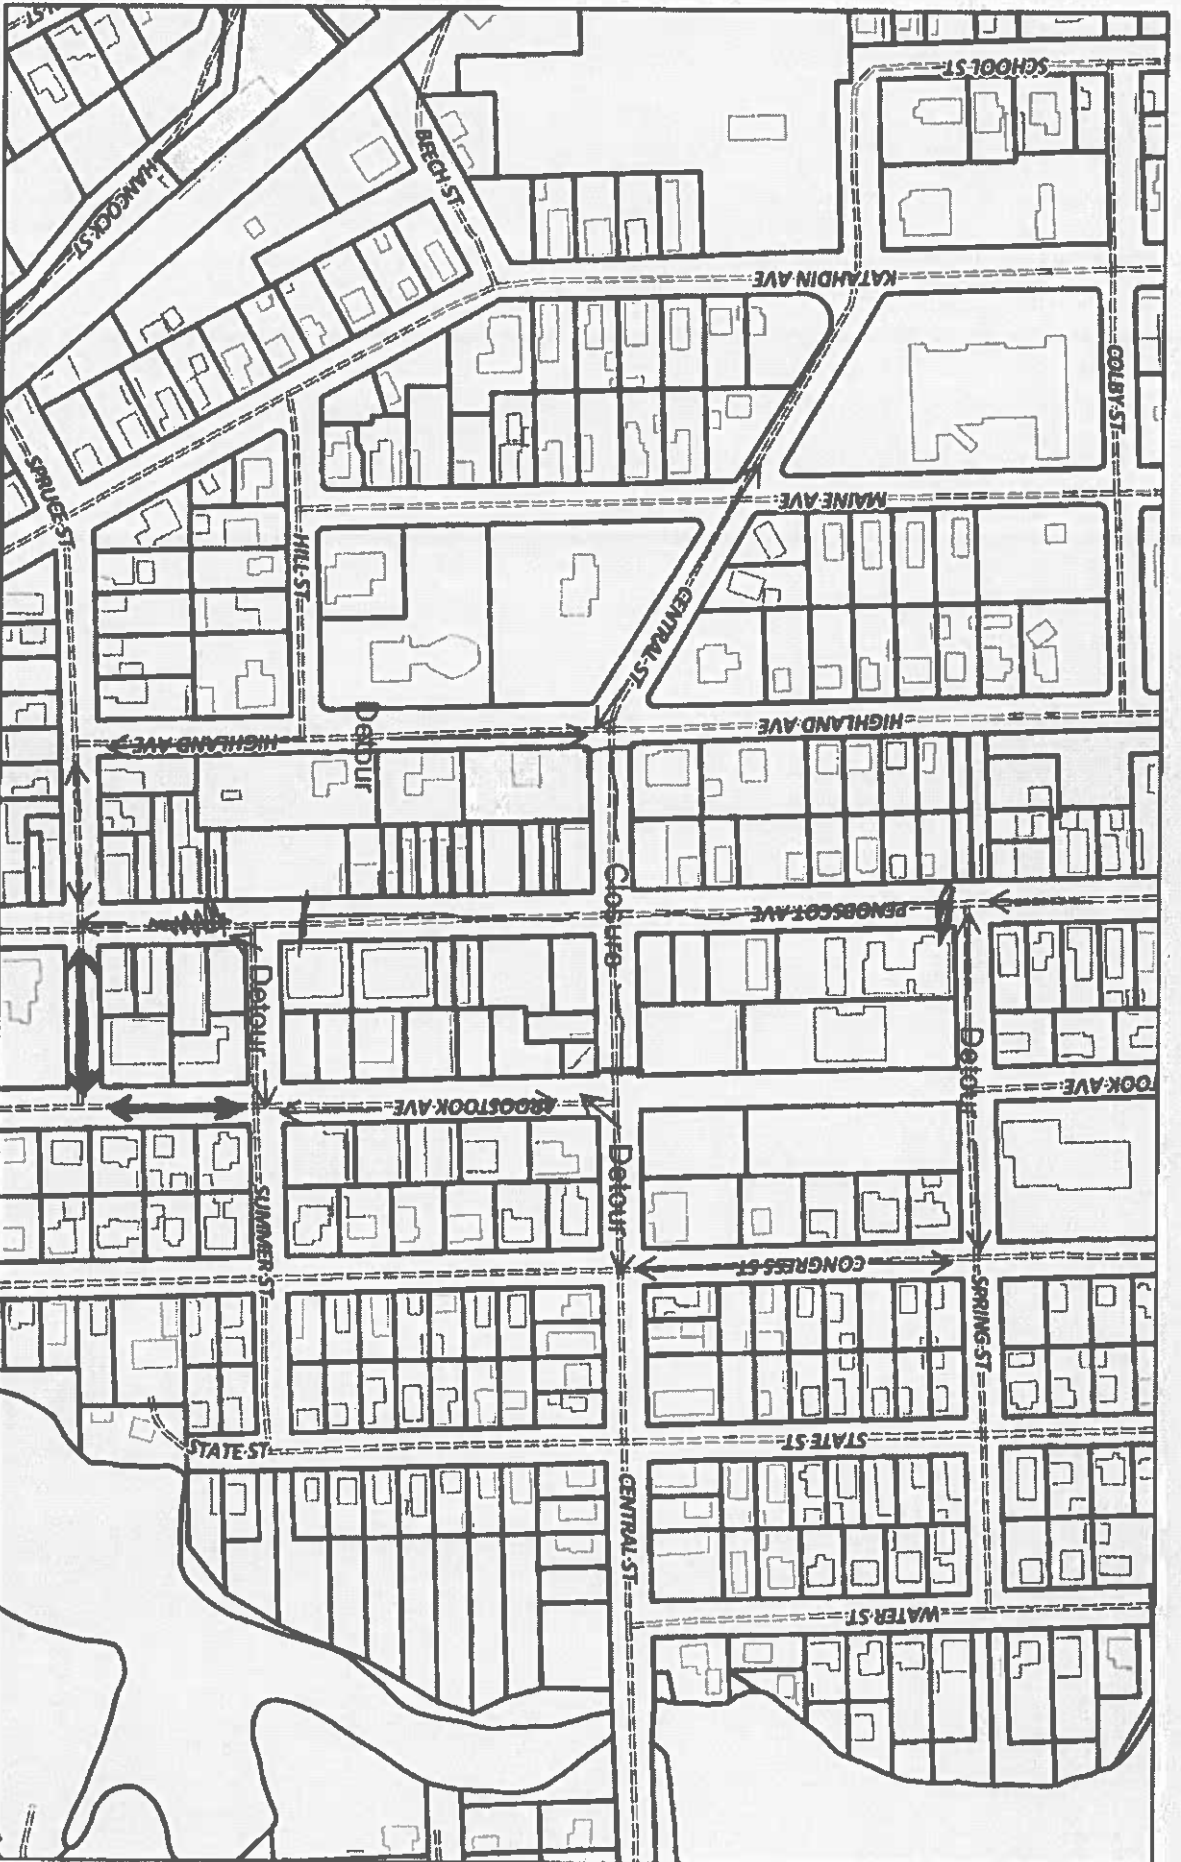 SCHOOL ST
HANCOCK ST
BEECH ST
KATAHDIN AVE
COLBY ST
SPRUCE ST
MAINE AVE
HILL ST
CENTRAL ST
HIGHLAND AVE
HIGHLAND AVE
Detour
Closure
PENOBSCOT AVE
Detour
Detour
TOOK AVE
AROOSTOOK AVE
Detour
SUMMER ST
CONGRESS ST
SPRING ST
STATE ST
STATE ST
CENTRAL ST
WATER ST